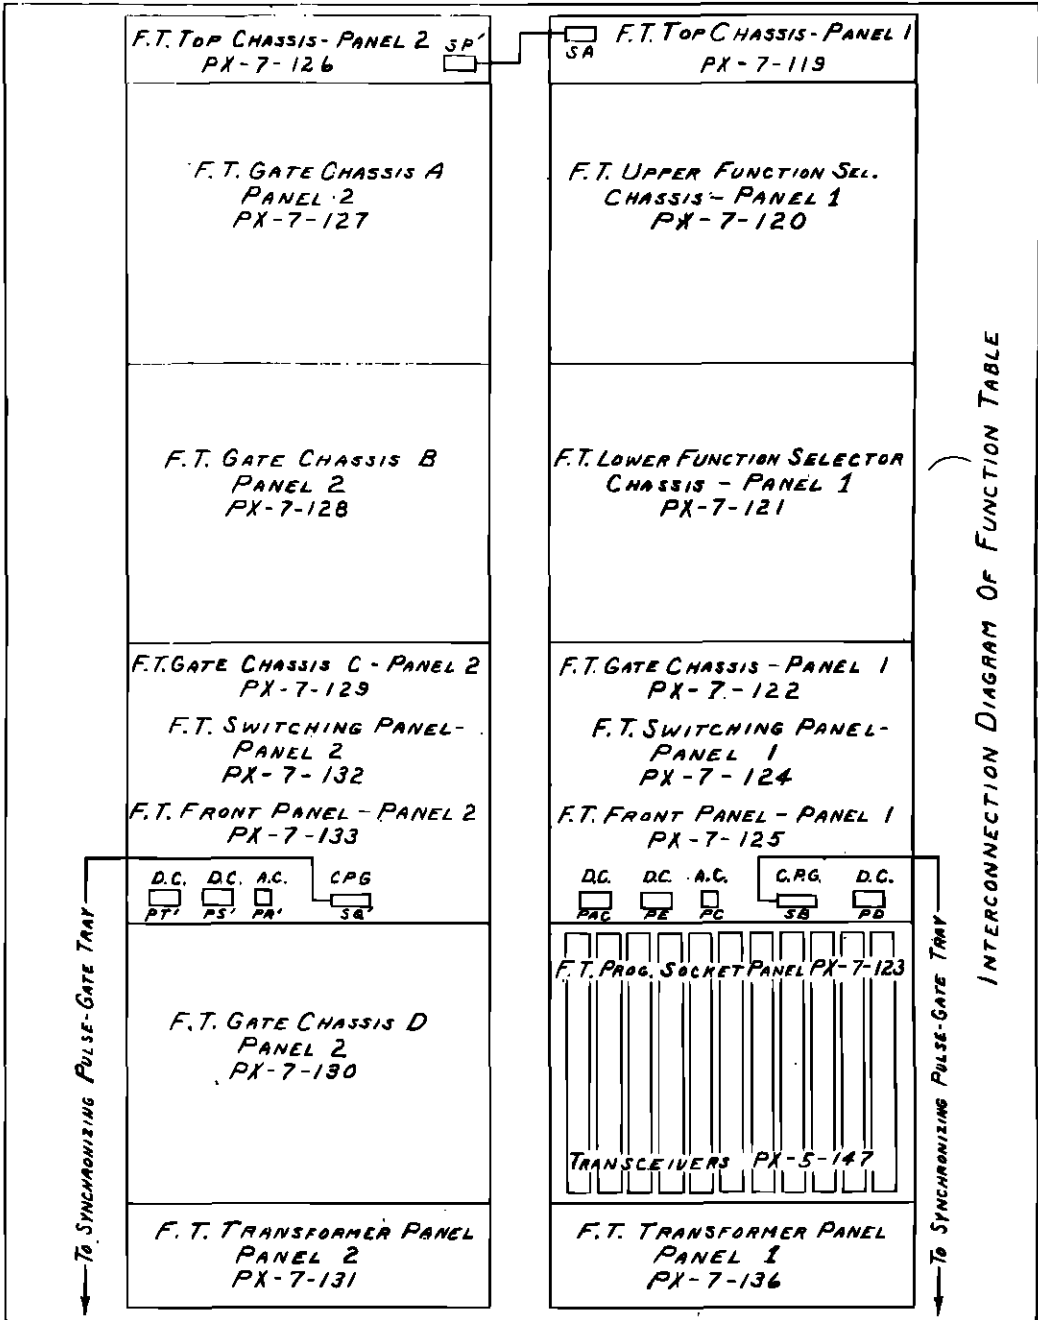 F.T. TOP CHASSIS - PANEL 2
PX-7-126
SP'
F.T. GATE CHASSIS A
PANEL 2
PX-7-127
F.T. GATE CHASSIS B
PANEL 2
PX-7-128
F.T. GATE CHASSIS C - PANEL 2
PX-7-129
F.T. SWITCHING PANEL-
PANEL 2
PX-7-132
F.T. FRONT PANEL - PANEL 2
PX-7-133
D.C. D.C. A.C. C.P.G
PT' PS' PR' SQ'
F.T. GATE CHASSIS D
PANEL 2
PX-7-130
F.T. TRANSFORMER PANEL
PANEL 2
PX-7-131
TO SYNCHRONIZING PULSE-GATE TRAY
SA
F.T. TOP CHASSIS - PANEL 1
PX-7-119
F.T. UPPER FUNCTION SEL.
CHASSIS - PANEL 1
PX-7-120
F.T. LOWER FUNCTION SELECTOR
CHASSIS - PANEL 1
PX-7-121
F.T. GATE CHASSIS - PANEL 1
PX-7-122
F.T. SWITCHING PANEL-
PANEL 1
PX-7-124
F.T. FRONT PANEL - PANEL 1
PX-7-125
D.C. D.C. A.C. C.P.G. D.C.
PAC PE PC SB PD
F.T. PROG. SOCKET PANEL PX-7-123
TRANSCEIVERS PX-5-147
F.T. TRANSFORMER PANEL
PANEL 1
PX-7-136
TO SYNCHRONIZING PULSE-GATE TRAY
INTERCONNECTION DIAGRAM OF FUNCTION TABLE